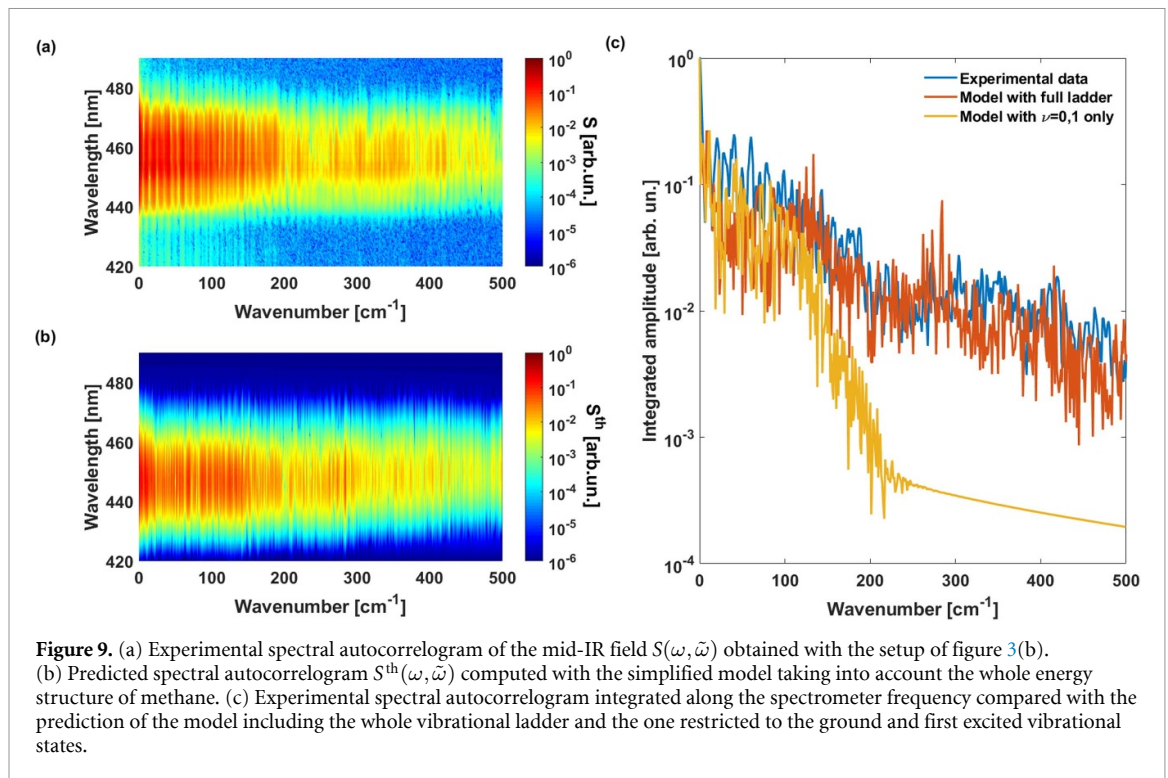 (a)
Wavelength [nm]
480
460
440
420
0 100 200 300 400 500
Wavenumber [cm⁻¹]
10⁰
10⁻¹
10⁻²
10⁻³
10⁻⁴
10⁻⁵
10⁻⁶
S [arb.un.]
(b)
Wavelength [nm]
480
460
440
420
0 100 200 300 400 500
Wavenumber [cm⁻¹]
10⁰
10⁻¹
10⁻²
10⁻³
10⁻⁴
10⁻⁵
10⁻⁶
Sᵗʰ [arb.un.]
(c)
Integrated amplitude [arb. un.]
10⁰
10⁻¹
10⁻²
10⁻³
10⁻⁴
Experimental data
Model with full ladder
Model with ν=0,1 only
0 100 200 300 400 500
Wavenumber [cm⁻¹]
Figure 9. (a) Experimental spectral autocorrelogram of the mid-IR field S(ω,ω̃) obtained with the setup of figure 3(b).
(b) Predicted spectral autocorrelogram Sᵗʰ(ω,ω̃) computed with the simplified model taking into account the whole energy
structure of methane. (c) Experimental spectral autocorrelogram integrated along the spectrometer frequency compared with the
prediction of the model including the whole vibrational ladder and the one restricted to the ground and first excited vibrational
states.